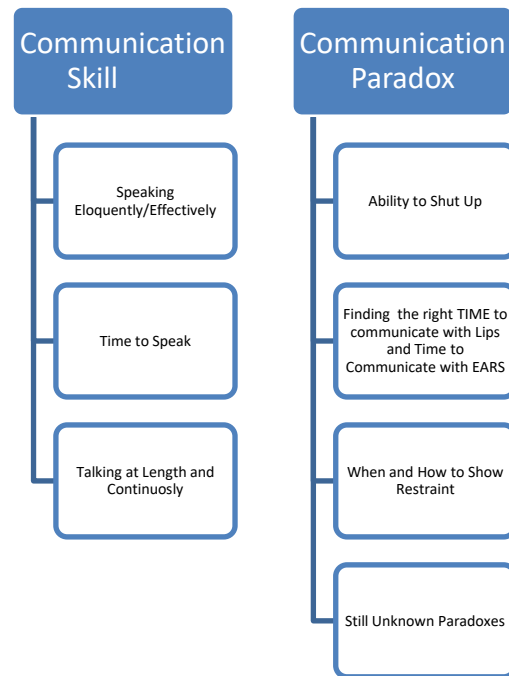 Communication
Skill
Speaking
Eloquently/Effectively
Time to Speak
Talking at Length and
Continuosly
Communication
Paradox
Ability to Shut Up
Finding the right TIME to
communicate with Lips
and Time to
Communicate with EARS
When and How to Show
Restraint
Still Unknown Paradoxes